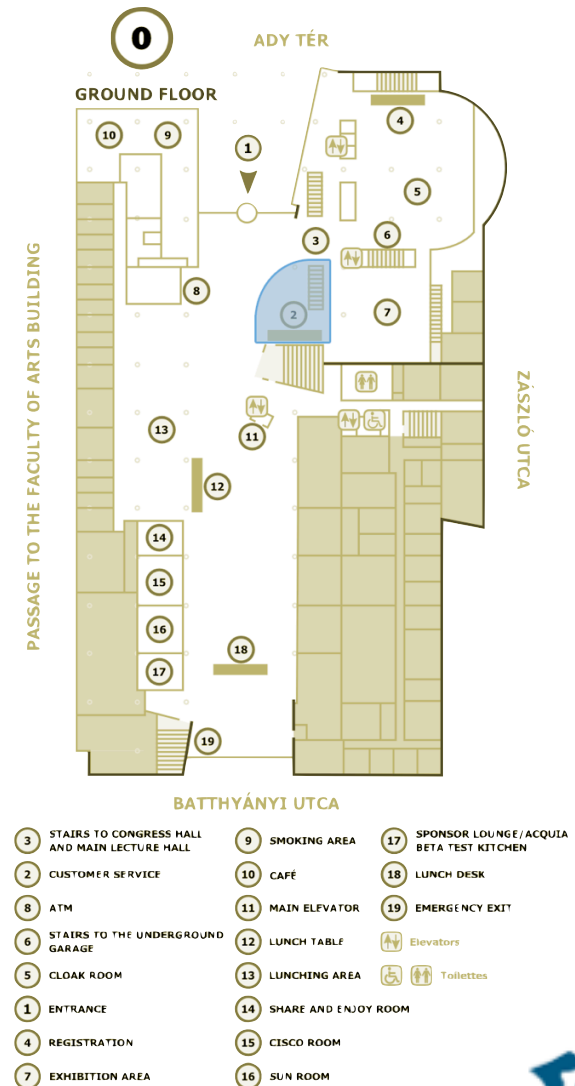 0
ADY TÉR
GROUND FLOOR
10
9
1
4
5
3
6
8
2
7
PASSAGE TO THE FACULTY OF ARTS BUILDING
ZÁSZLÓ UTCA
13
11
12
14
15
16
18
17
19
BATTHYÁNYI UTCA
3 STAIRS TO CONGRESS HALL
AND MAIN LECTURE HALL
2 CUSTOMER SERVICE
8 ATM
6 STAIRS TO THE UNDERGROUND
GARAGE
5 CLOAK ROOM
1 ENTRANCE
4 REGISTRATION
7 EXHIBITION AREA
9 SMOKING AREA
10 CAFÉ
11 MAIN ELEVATOR
12 LUNCH TABLE
13 LUNCHING AREA
14 SHARE AND ENJOY ROOM
15 CISCO ROOM
16 SUN ROOM
17 SPONSOR LOUNGE/ACQUIA
BETA TEST KITCHEN
18 LUNCH DESK
19 EMERGENCY EXIT
Elevators
Toilettes